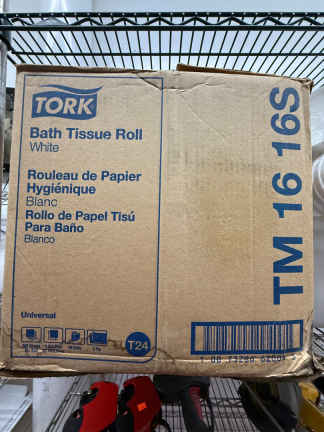 TORK
Bath Tissue Roll
White
Rouleau de Papier
Hygiénique
Blanc
Rollo de Papel Tisú
Para Baño
Blanco
Universal
T24
TM 16 16S